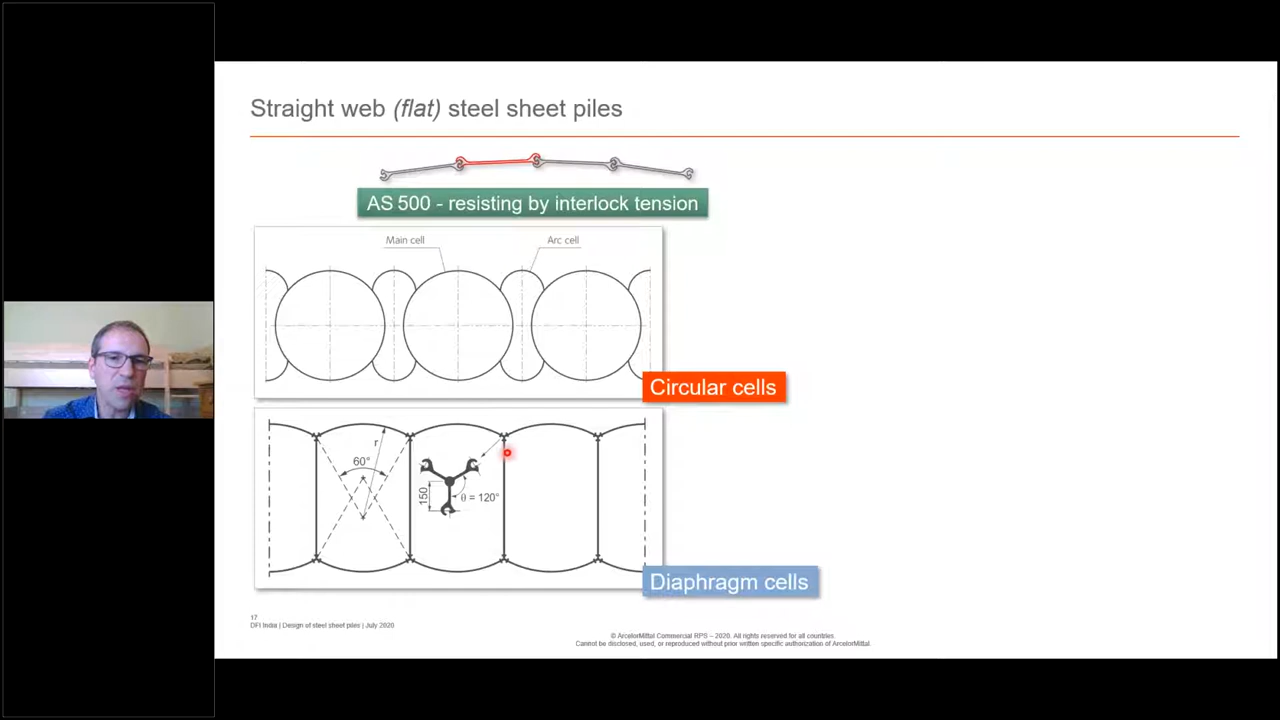 Straight web (flat) steel sheet piles
AS 500 - resisting by interlock tension
Main cell
Arc cell
Circular cells
r
60°
150
θ = 120°
Diaphragm cells
17
DFI India | Design of steel sheet piles | July 2020
© ArcelorMittal Commercial RPS – 2020. All rights reserved for all countries.
Cannot be disclosed, used, or reproduced without prior written specific authorization of ArcelorMittal.